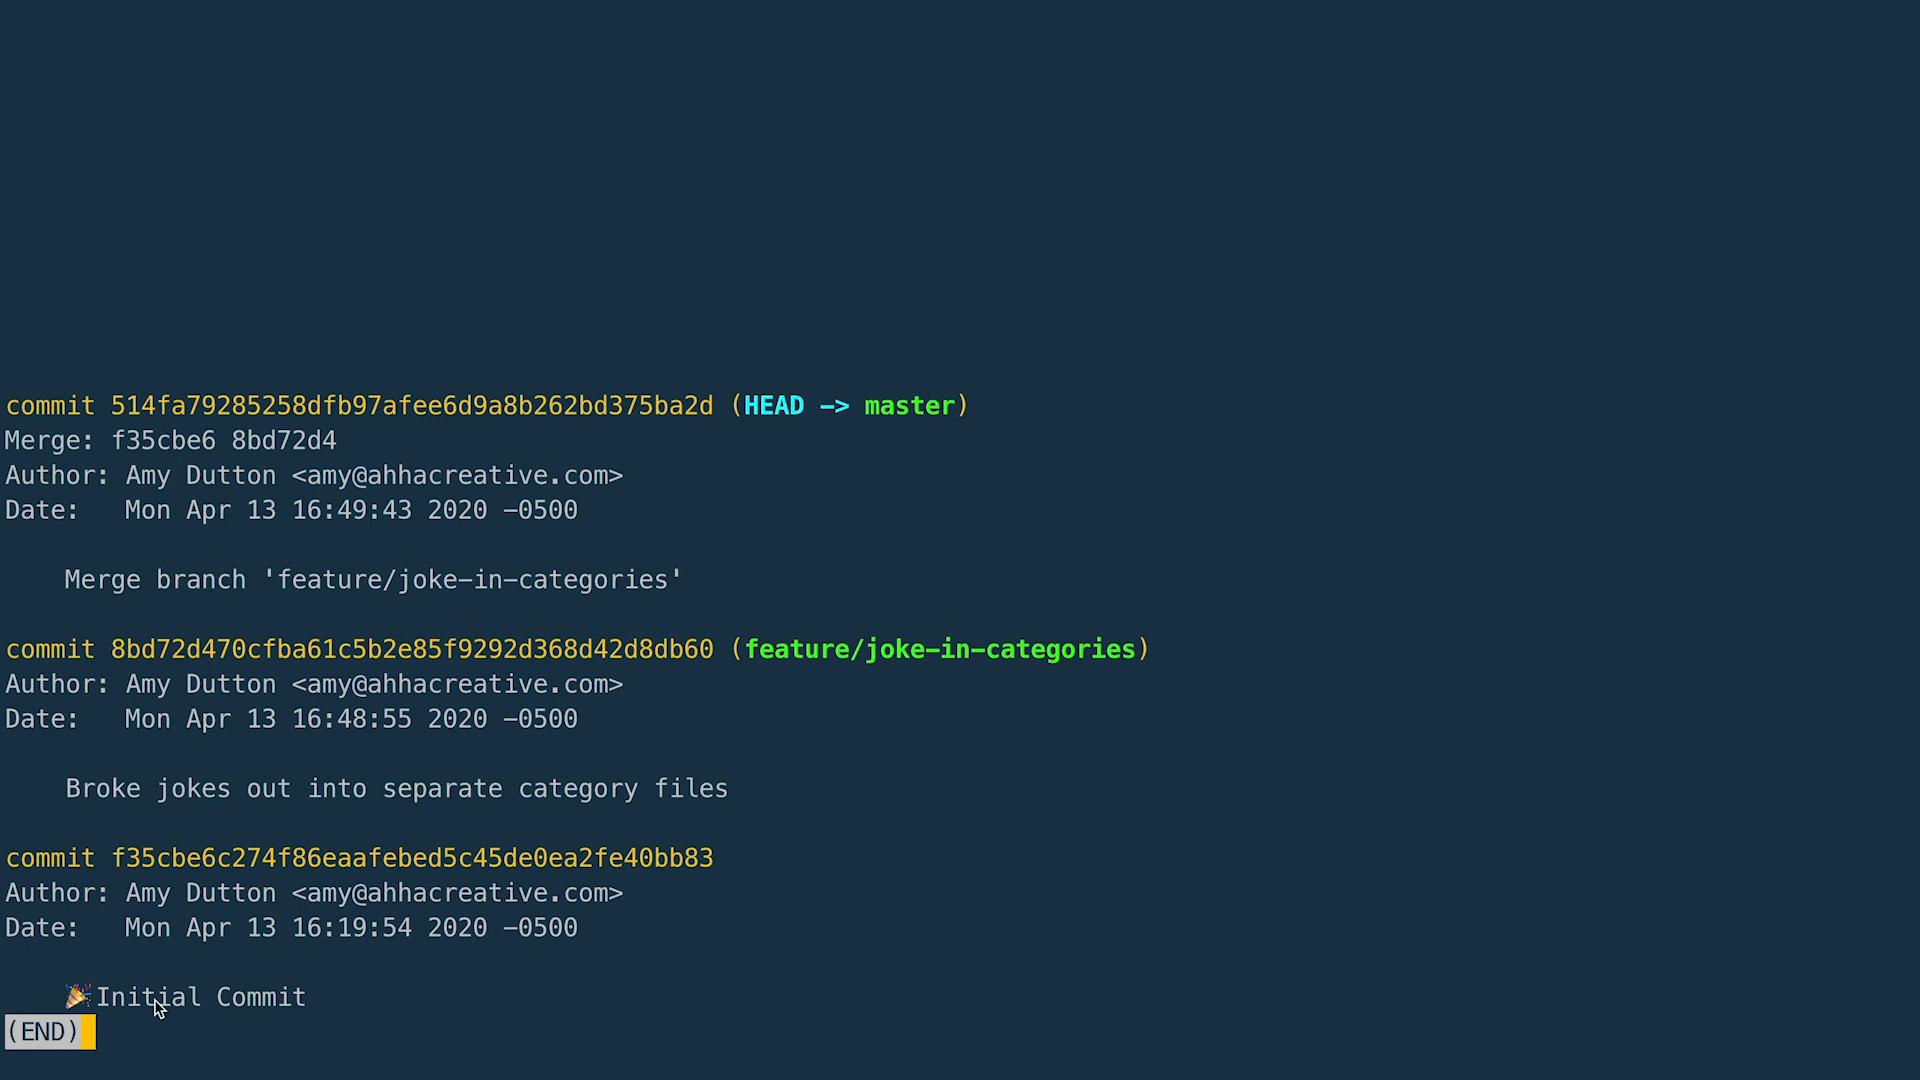 commit 514fa79285258dfb97afee6d9a8b262bd375ba2d (HEAD -> master)
Merge: f35cbe6 8bd72d4
Author: Amy Dutton <amy@ahhacreative.com>
Date:   Mon Apr 13 16:49:43 2020 -0500
Merge branch 'feature/joke-in-categories'
commit 8bd72d470cfba61c5b2e85f9292d368d42d8db60 (feature/joke-in-categories)
Author: Amy Dutton <amy@ahhacreative.com>
Date:   Mon Apr 13 16:48:55 2020 -0500
Broke jokes out into separate category files
commit f35cbe6c274f86eaafebed5c45de0ea2fe40bb83
Author: Amy Dutton <amy@ahhacreative.com>
Date:   Mon Apr 13 16:19:54 2020 -0500
🎉Initial Commit
(END)